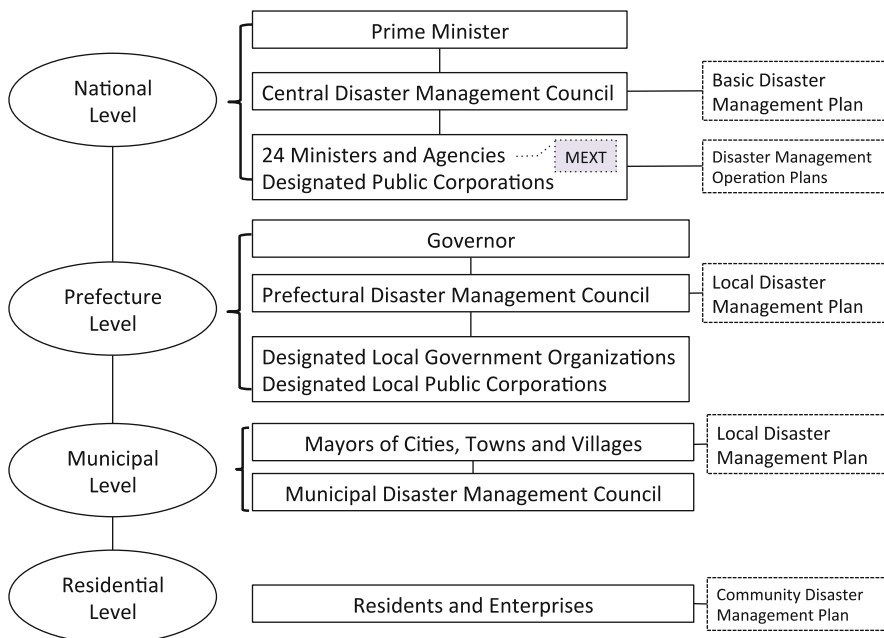 National
Level
Prime Minister
Central Disaster Management Council
Basic Disaster
Management Plan
24 Ministers and Agencies
MEXT
Designated Public Corporations
Disaster Management
Operation Plans
Prefecture
Level
Governor
Prefectural Disaster Management Council
Local Disaster
Management Plan
Designated Local Government Organizations
Designated Local Public Corporations
Municipal
Level
Mayors of Cities, Towns and Villages
Local Disaster
Management Plan
Municipal Disaster Management Council
Residential
Level
Residents and Enterprises
Community Disaster
Management Plan